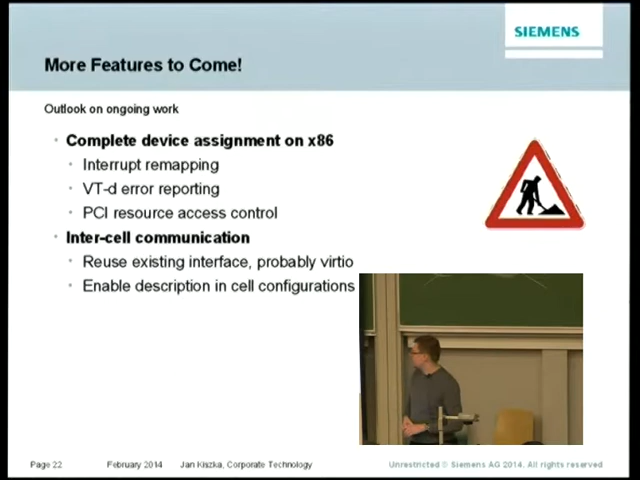 SIEMENS
More Features to Come!
Outlook on ongoing work
Complete device assignment on x86
Interrupt remapping
VT-d error reporting
PCI resource access control
Inter-cell communication
Reuse existing interface, probably virtio
Enable description in cell configurations
Page 22 February 2014 Jan Kiszka, Corporate Technology Unrestricted © Siemens AG 2014. All rights reserved